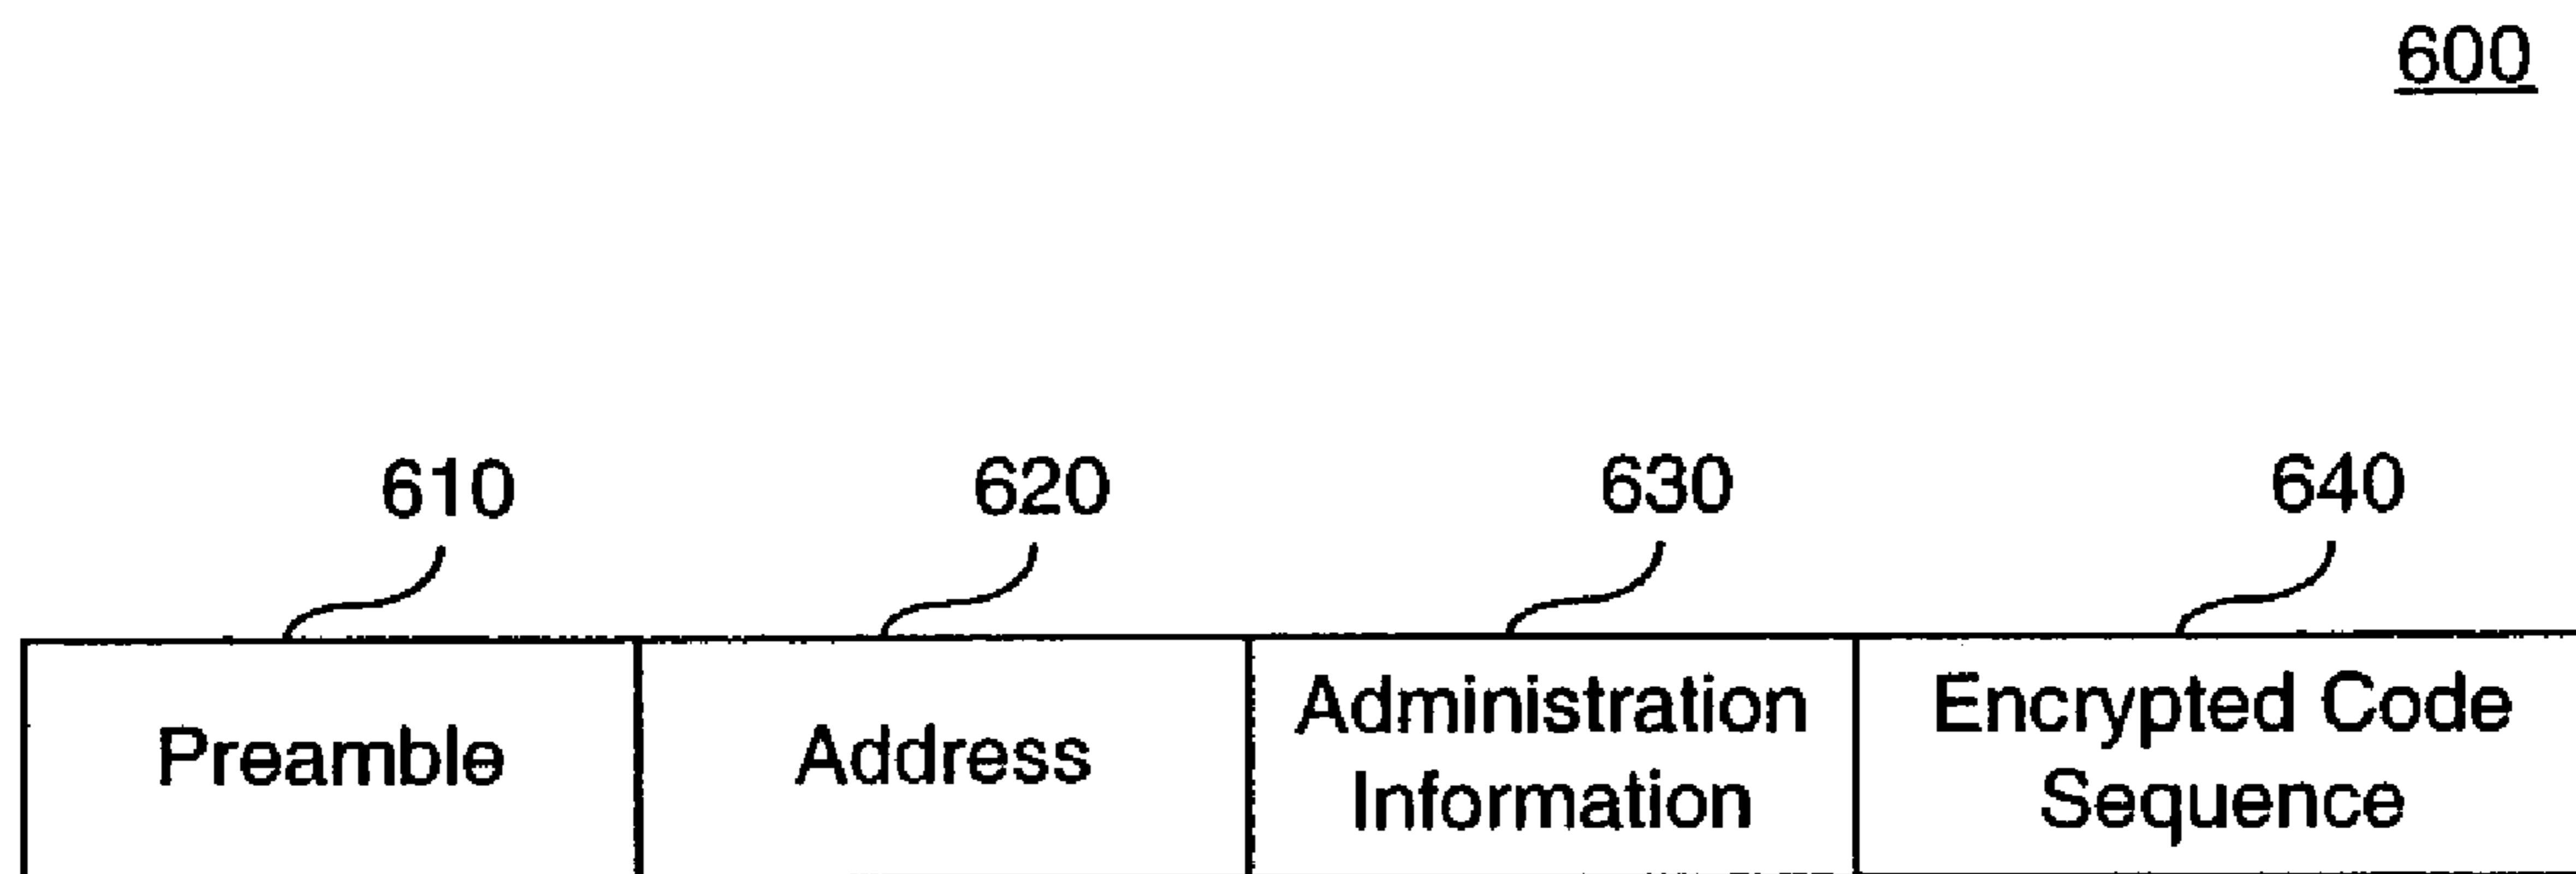 600
610 620 630 640
Preamble
Address
Administration
Information
Encrypted Code
Sequence